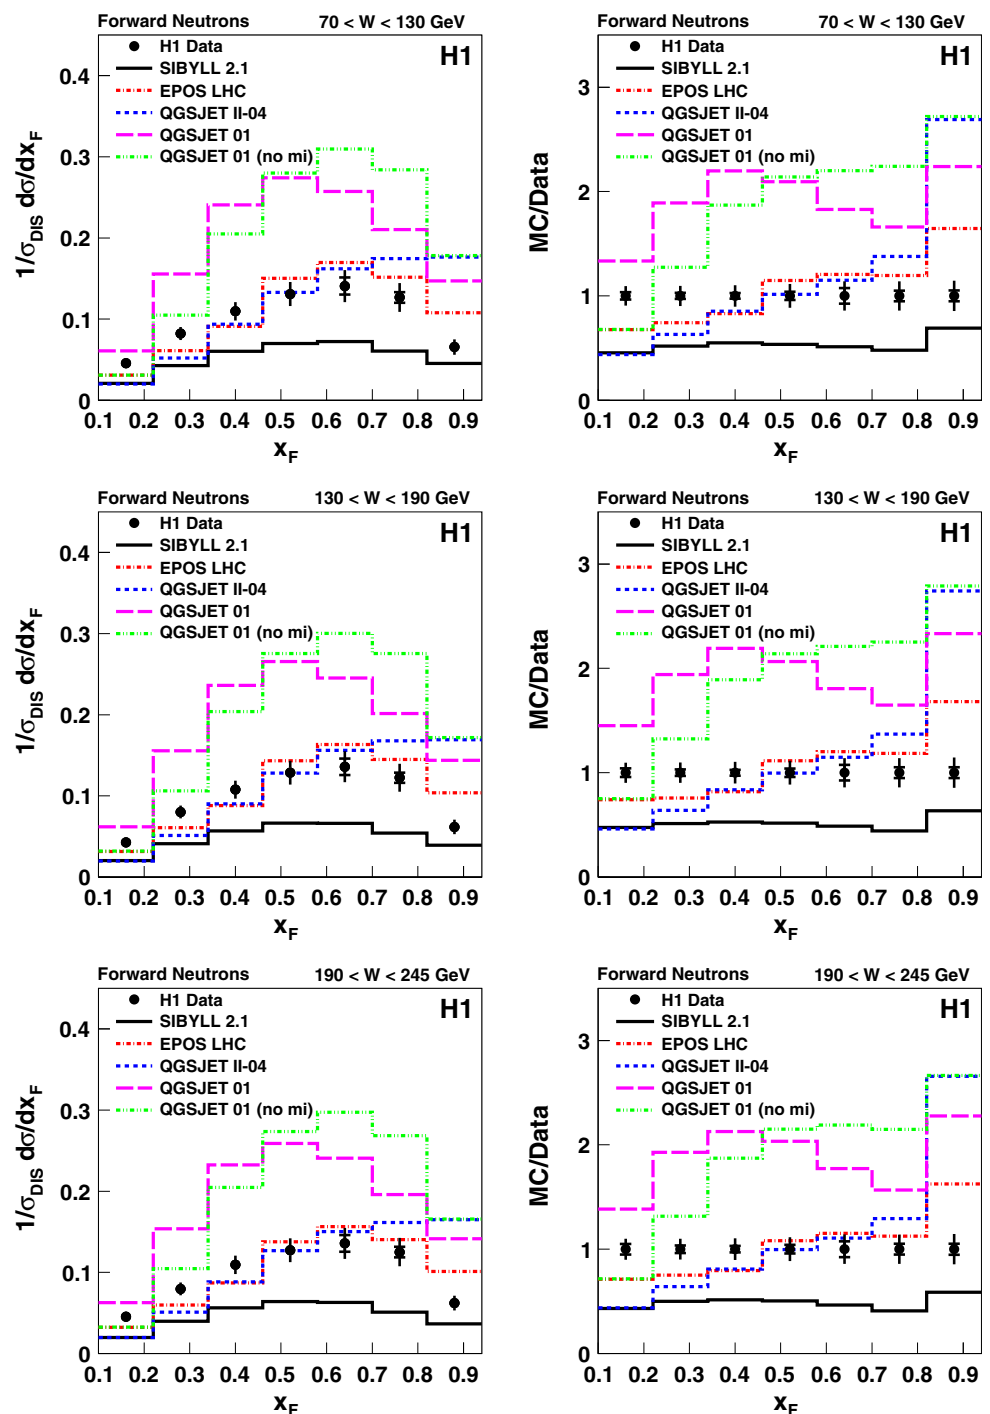 Forward Neutrons 70 < W < 130 GeV
H1
H1 Data
SIBYLL 2.1
EPOS LHC
QGSJET II-04
QGSJET 01
QGSJET 01 (no mi)
1/σDIS dσ/dxF
0.4
0.3
0.2
0.1
0
0.1 0.2 0.3 0.4 0.5 0.6 0.7 0.8 0.9
xF
Forward Neutrons 70 < W < 130 GeV
H1
H1 Data
SIBYLL 2.1
EPOS LHC
QGSJET II-04
QGSJET 01
QGSJET 01 (no mi)
MC/Data
3
2
1
0
0.1 0.2 0.3 0.4 0.5 0.6 0.7 0.8 0.9
xF
Forward Neutrons 130 < W < 190 GeV
H1
H1 Data
SIBYLL 2.1
EPOS LHC
QGSJET II-04
QGSJET 01
QGSJET 01 (no mi)
1/σDIS dσ/dxF
0.4
0.3
0.2
0.1
0
0.1 0.2 0.3 0.4 0.5 0.6 0.7 0.8 0.9
xF
Forward Neutrons 130 < W < 190 GeV
H1
H1 Data
SIBYLL 2.1
EPOS LHC
QGSJET II-04
QGSJET 01
QGSJET 01 (no mi)
MC/Data
3
2
1
0
0.1 0.2 0.3 0.4 0.5 0.6 0.7 0.8 0.9
xF
Forward Neutrons 190 < W < 245 GeV
H1
H1 Data
SIBYLL 2.1
EPOS LHC
QGSJET II-04
QGSJET 01
QGSJET 01 (no mi)
1/σDIS dσ/dxF
0.4
0.3
0.2
0.1
0
0.1 0.2 0.3 0.4 0.5 0.6 0.7 0.8 0.9
xF
Forward Neutrons 190 < W < 245 GeV
H1
H1 Data
SIBYLL 2.1
EPOS LHC
QGSJET II-04
QGSJET 01
QGSJET 01 (no mi)
MC/Data
3
2
1
0
0.1 0.2 0.3 0.4 0.5 0.6 0.7 0.8 0.9
xF